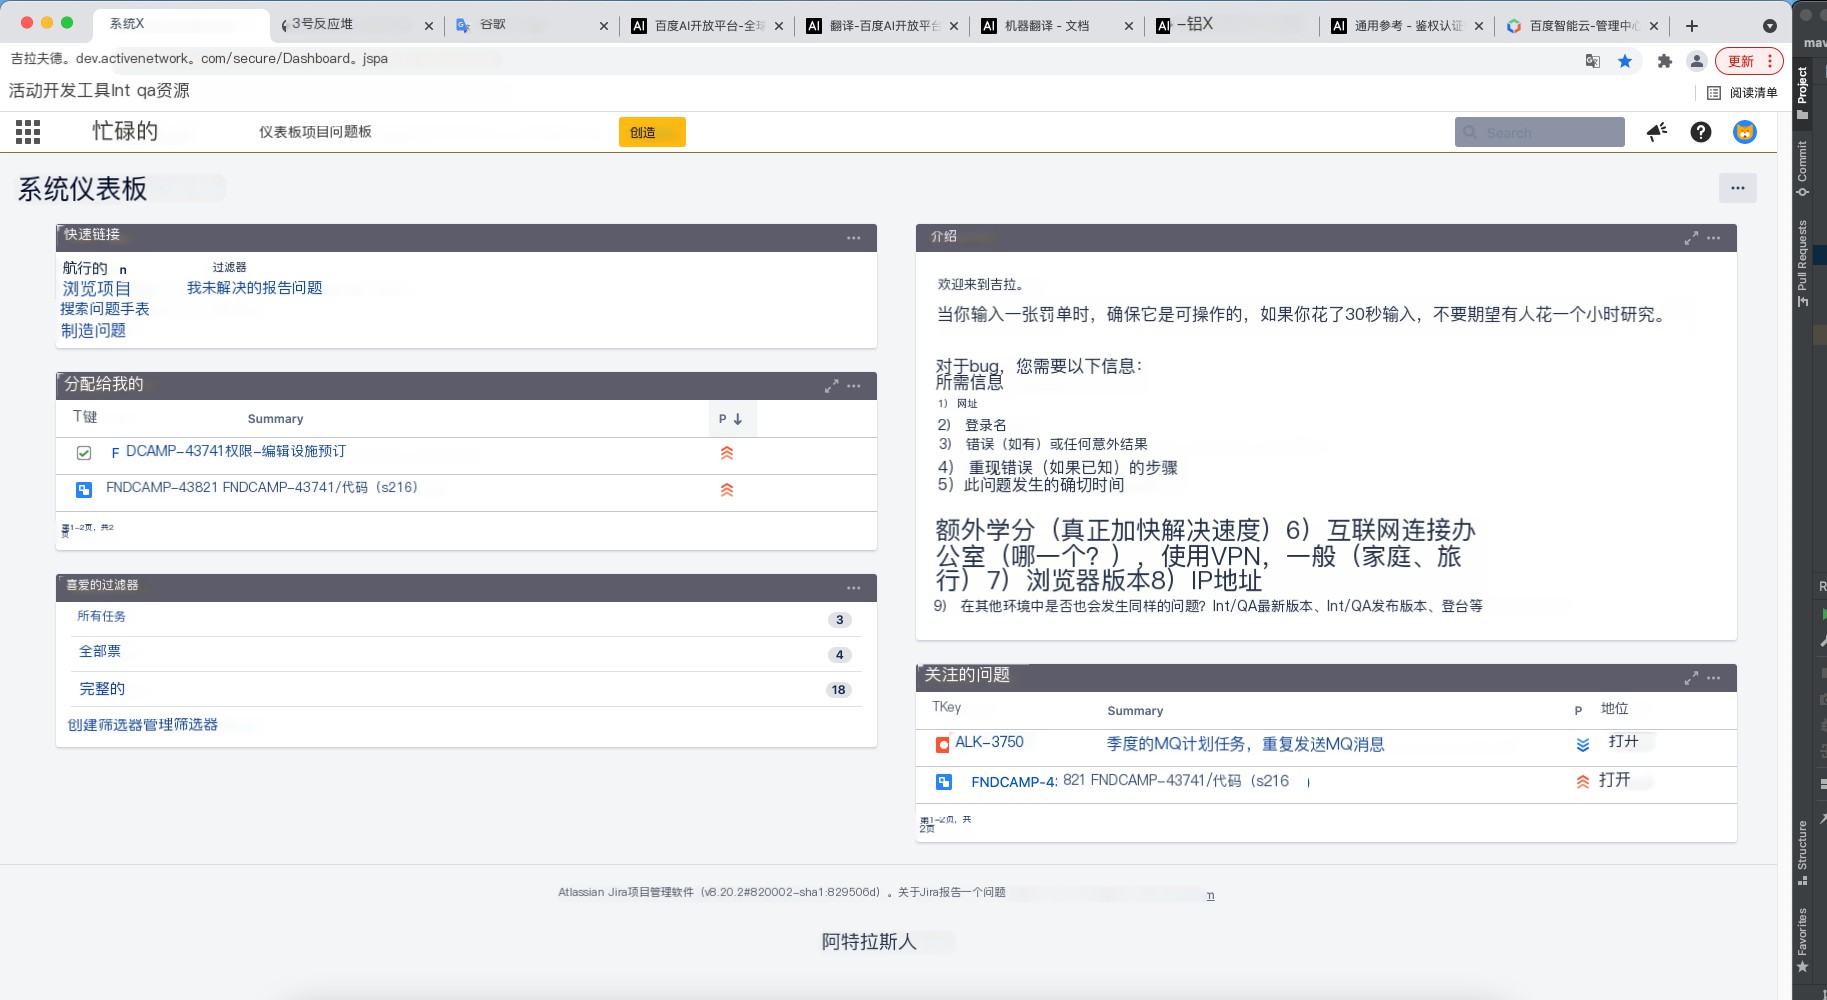 系统X
3号反应堆
谷歌
百度AI开放平台-全球
翻译-百度AI开放平台
机器翻译 - 文档
-铝X
通用参考 - 鉴权认证
百度智能云-管理中心
吉拉夫德。dev.activenetwork。com/secure/Dashboard。jspa
更新
活动开发工具Int qa资源
阅读清单
忙碌的
仪表板项目问题板
创造
Search
系统仪表板
快速链接
航行的 n
过滤器
浏览项目
我未解决的报告问题
搜索问题手表
制造问题
分配给我的
T键
Summary
P
F DCAMP-43741权限-编辑设施预订
FNDCAMP-43821 FNDCAMP-43741/代码（s216）
第1-2页，共2
页
喜爱的过滤器
所有任务
3
全部票
4
完整的
18
创建筛选器管理筛选器
介绍
欢迎来到吉拉。
当你输入一张罚单时，确保它是可操作的，如果你花了30秒输入，不要期望有人花一个小时研究。
对于bug，您需要以下信息：
所需信息
1） 网址
2） 登录名
3） 错误（如有）或任何意外结果
4） 重现错误（如果已知）的步骤
5）此问题发生的确切时间
额外学分（真正加快解决速度）6）互联网连接办
公室（哪一个？），使用VPN，一般（家庭、旅
行）7）浏览器版本8）IP地址
9） 在其他环境中是否也会发生同样的问题？Int/QA最新版本、Int/QA发布版本、登台等
关注的问题
TKey
Summary
P
地位
ALK-3750
季度的MQ计划任务，重复发送MQ消息
打开
FNDCAMP-4: 821 FNDCAMP-43741/代码（s216 ）
打开
第1-2页，共
2页
Atlassian Jira项目管理软件（v8.20.2#820002-sha1:829506d）。关于Jira报告一个问题
m
阿特拉斯人
Project
Commit
Pull Requests
Structure
Favorites